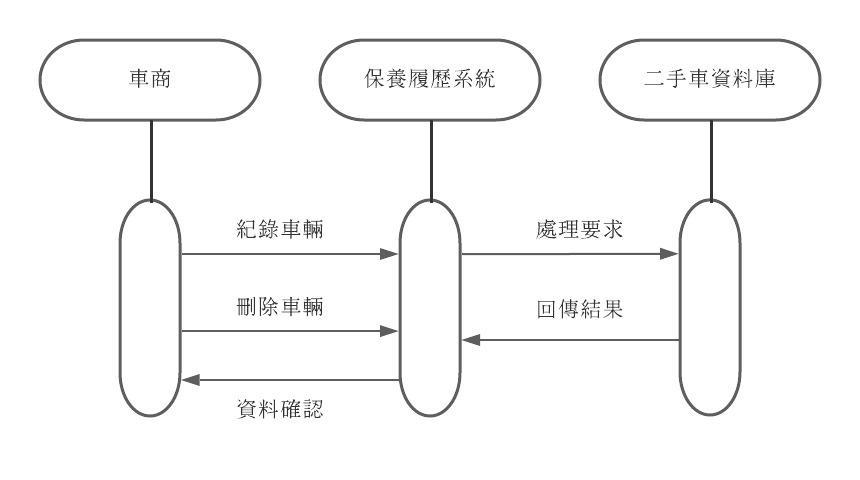 車商
保養履歷系統
二手車資料庫
紀錄車輛
處理要求
刪除車輛
回傳結果
資料確認